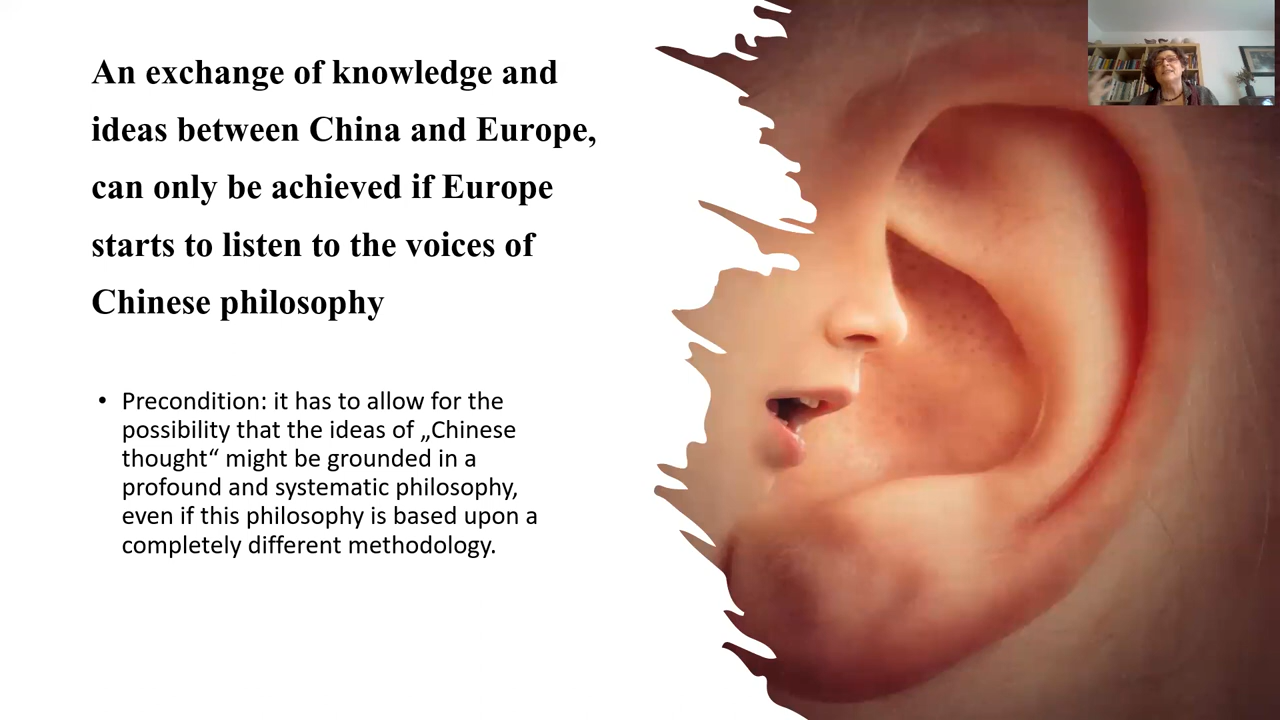 An exchange of knowledge and
ideas between China and Europe,
can only be achieved if Europe
starts to listen to the voices of
Chinese philosophy
• Precondition: it has to allow for the
possibility that the ideas of „Chinese
thought“ might be grounded in a
profound and systematic philosophy,
even if this philosophy is based upon a
completely different methodology.